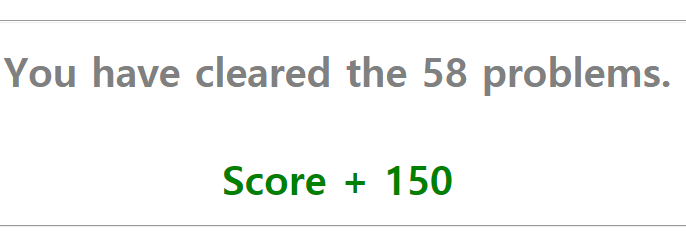 You have cleared the 58 problems.
Score + 150